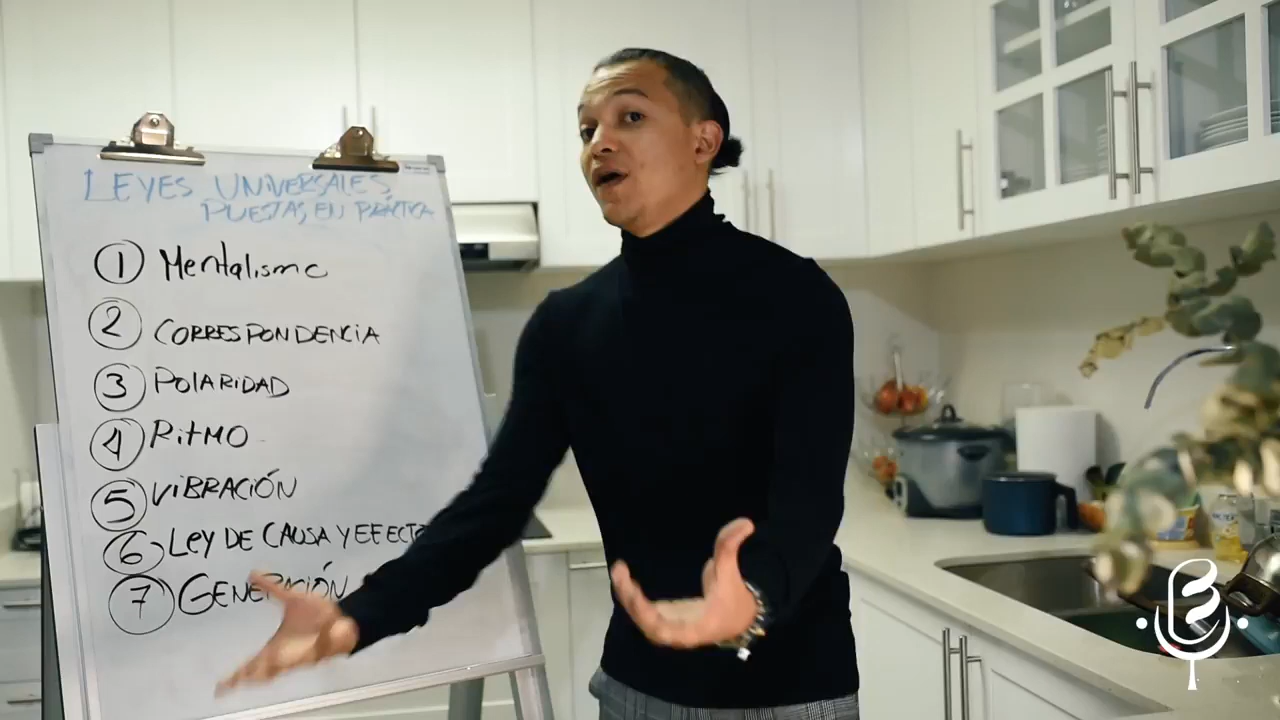 LEYES UNIVERSALES
PUESTAS EN PRÁCTICA
1 Mentalismo
2 CORRESPONDENCIA
3 POLARIDAD
4 RitMO
5 ViBRACIÓN
6 Ley DE CAUSA Y EFECTO
7 GENERACIÓN